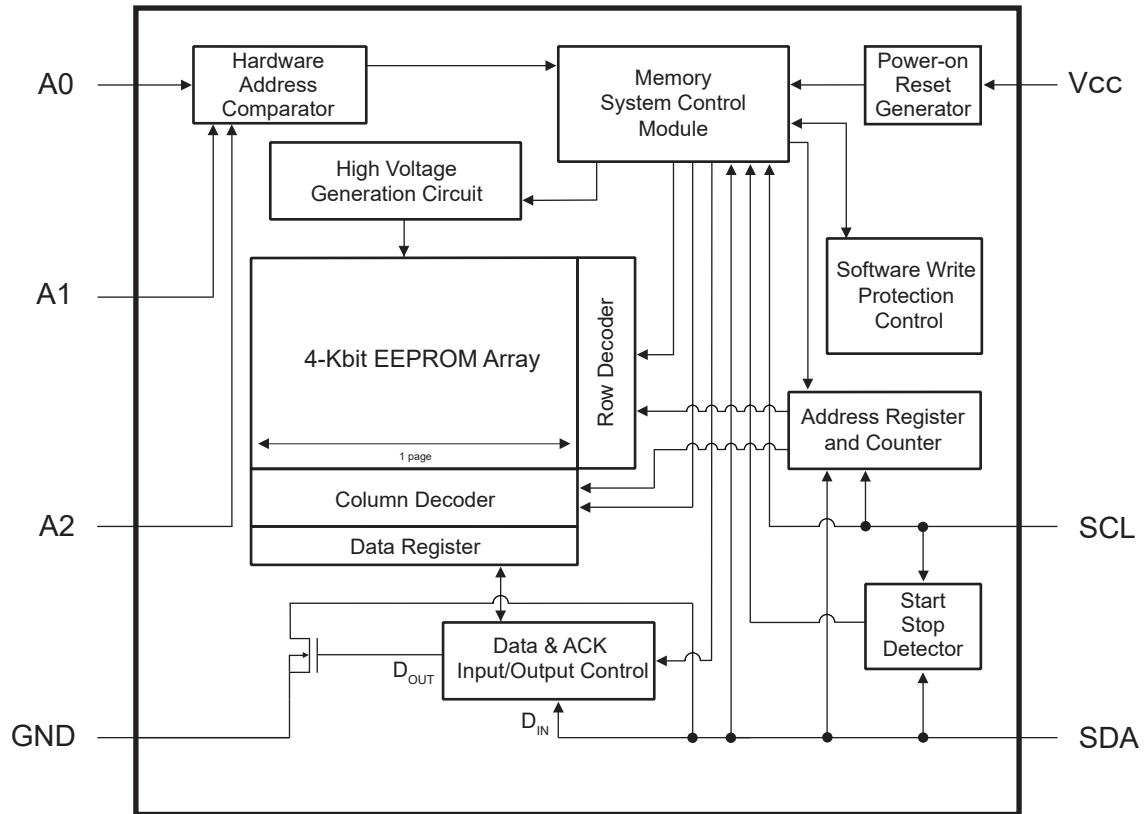 Hardware
Address
Comparator
A0
Memory
System Control
Module
Power-on
Reset
Generator
Vcc
High Voltage
Generation Circuit
A1
Software Write
Protection
Control
4-Kbit EEPROM Array
Row Decoder
1 page
Address Register
and Counter
Column Decoder
A2
SCL
Data Register
Start
Stop
Detector
Data & ACK
Input/Output Control
DOUT
DIN
GND
SDA